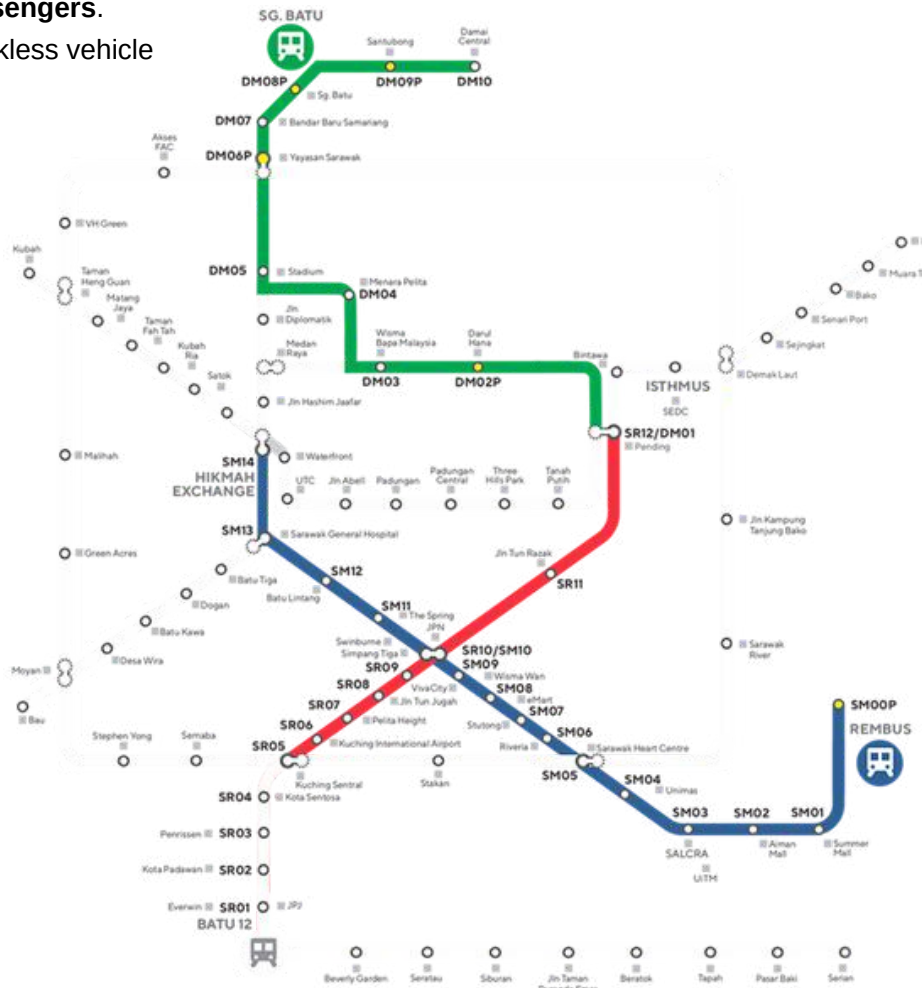 sengers.
kless vehicle
SG. BATU
Santubong
Damai
Central
DM08P
DM09P
DM10
Sg. Batu
DM07
Bandar Baru Samariang
Akses
FAC
DM06P
Yayasan Sarawak
VH Green
Kubah
Taman
Heng Guan
DM05
Stadium
Menara Pelita
DM04
Matang
Jaya
Jln
Diplomatik
Taman
Fah Tah
Wisma
Bapa Malaysia
Darul
Hana
Medan
Raya
Kubah
Ria
Satok
DM03
DM02P
Bintawa
ISTHMUS
SEDC
Muara
Bako
Senari Port
Sejingkat
Demak Laut
Jln Hashim Jaafar
SR12/DM01
Pending
Malihah
SM14
HIKMAH
EXCHANGE
Waterfront
UTC
Jln Abell
Padungan
Padungan
Central
Three
Hills Park
Tanah
Putih
SM13
Sarawak General Hospital
Jln Kampung
Tanjung Bako
Green Acres
Batu Tiga
Jln Tun Razak
SR11
SM12
Batu Lintang
Dogan
SM11
The Spring
JPN
Batu Kawa
Swinburne
Simpang Tiga
SR10/SM10
SM09
Wisma Wan
Sarawak
River
Desa Wira
Moyan
SR09
VivaCity
SM08
eMart
SR08
Jln Tun Jugah
SM07
Stutong
Bau
SR07
Pelita Height
SM06
Riveria
SM00P
REMBUS
Stephen Yong
Semaba
SR06
Kuching International Airport
Sarawak Heart Centre
SR05
Kuching Sentral
Stakan
SM05
SM04
Unimas
SR04
Kota Sentosa
SM03
SM02
SM01
Penrissen
SR03
SALCRA
Aiman
Mall
Summer
Mall
UiTM
Kota Padawan
SR02
Everwin
SR01
JPJ
BATU 12
Beverly Garden
Seratau
Siburan
Jln Taman
Beratok
Tapah
Pasar Baki
Serian